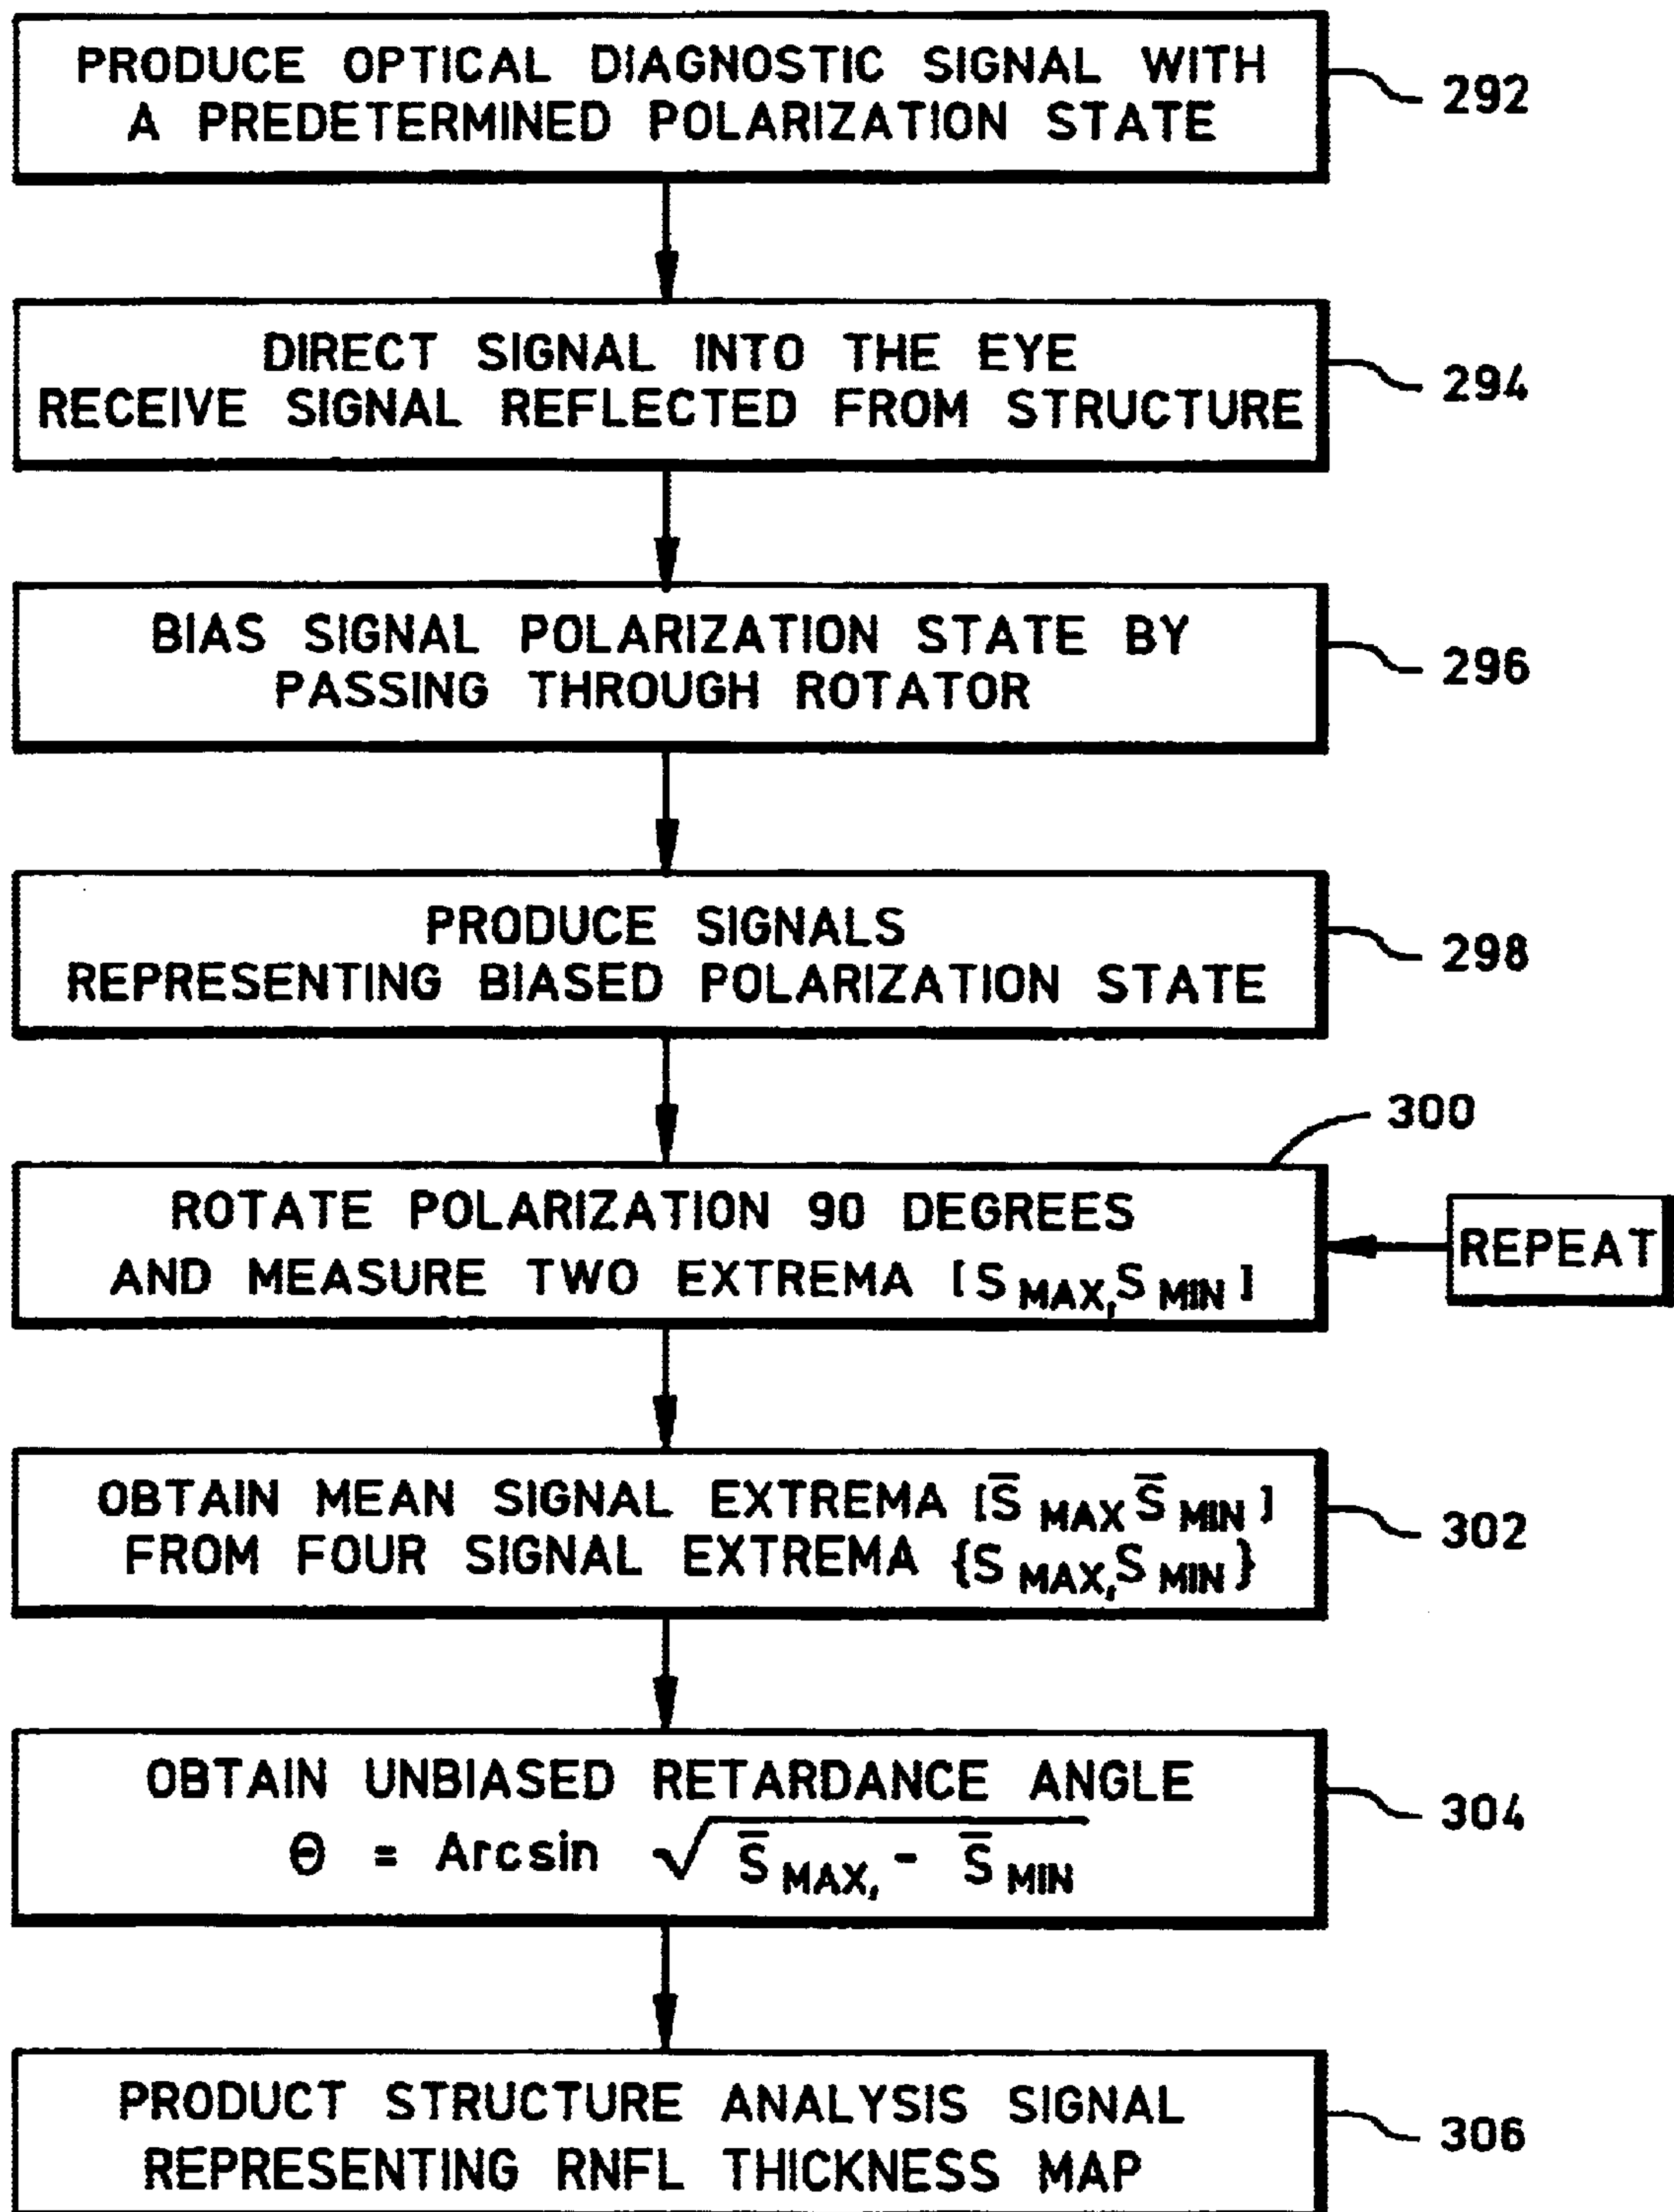 PRODUCE OPTICAL DIAGNOSTIC SIGNAL WITH
A PREDETERMINED POLARIZATION STATE
292
DIRECT SIGNAL INTO THE EYE
RECEIVE SIGNAL REFLECTED FROM STRUCTURE
294
BIAS SIGNAL POLARIZATION STATE BY
PASSING THROUGH ROTATOR
296
PRODUCE SIGNALS
REPRESENTING BIASED POLARIZATION STATE
298
300
ROTATE POLARIZATION 90 DEGREES
AND MEASURE TWO EXTREMA [S MAX, S MIN ]
REPEAT
OBTAIN MEAN SIGNAL EXTREMA [S̄ MAX S̄ MIN ]
FROM FOUR SIGNAL EXTREMA {S MAX, S MIN }
302
OBTAIN UNBIASED RETARDANCE ANGLE
Θ = Arcsin √ S̄ MAX, - S̄ MIN
304
PRODUCT STRUCTURE ANALYSIS SIGNAL
REPRESENTING RNFL THICKNESS MAP
306